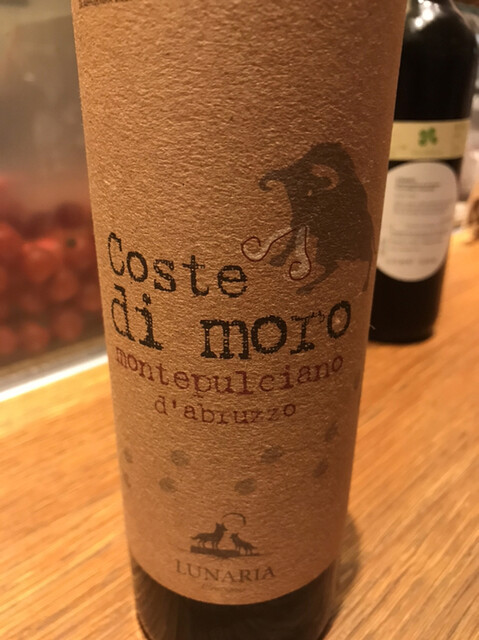 Coste
di moro
montepulciano
d'abruzzo
LUNARIA